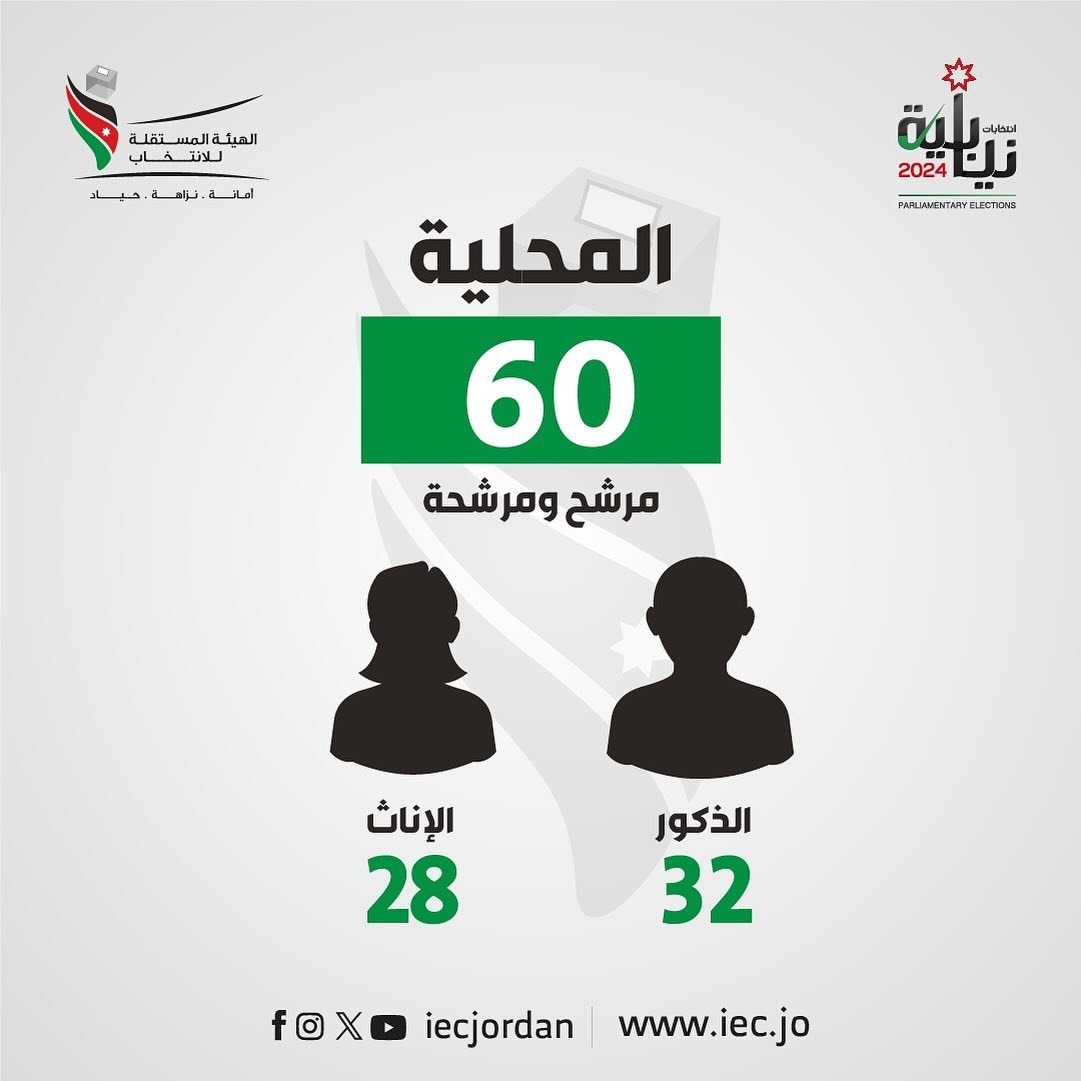 الهيئة المستقلة
للانتخاب
أمانة . نزاهة . حياد
انتخابات
نيابية
2024
PARLIAMENTARY ELECTIONS
المحلية
60
مرشح ومرشحة
الذكور
32
الإناث
28
iecjordan
www.iec.jo